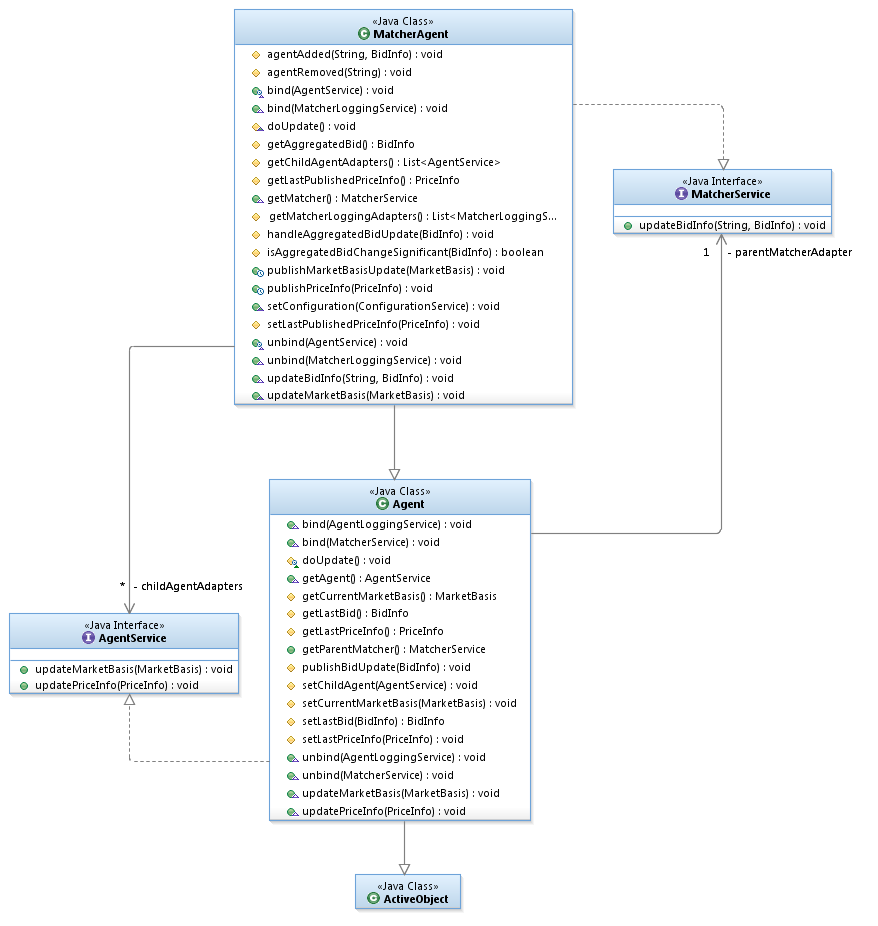 «Java Class»
MatcherAgent
agentAdded(String, BidInfo) : void
agentRemoved(String) : void
bind(AgentService) : void
bind(MatcherLoggingService) : void
doUpdate() : void
getAggregatedBid() : BidInfo
getChildAgentAdapters() : List<AgentService>
getLastPublishedPriceInfo() : PriceInfo
getMatcher() : MatcherService
getMatcherLoggingAdapters() : List<MatcherLoggingS...
handleAggregatedBidUpdate(BidInfo) : void
isAggregatedBidChangeSignificant(BidInfo) : boolean
publishMarketBasisUpdate(MarketBasis) : void
publishPriceInfo(PriceInfo) : void
setConfiguration(ConfigurationService) : void
setLastPublishedPriceInfo(PriceInfo) : void
unbind(AgentService) : void
unbind(MatcherLoggingService) : void
updateBidInfo(String, BidInfo) : void
updateMarketBasis(MarketBasis) : void
«Java Interface»
MatcherService
updateBidInfo(String, BidInfo) : void
1 - parentMatcherAdapter
«Java Class»
Agent
bind(AgentLoggingService) : void
bind(MatcherService) : void
doUpdate() : void
getAgent() : AgentService
getCurrentMarketBasis() : MarketBasis
getLastBid() : BidInfo
getLastPriceInfo() : PriceInfo
getParentMatcher() : MatcherService
publishBidUpdate(BidInfo) : void
setChildAgent(AgentService) : void
setCurrentMarketBasis(MarketBasis) : void
setLastBid(BidInfo) : BidInfo
setLastPriceInfo(PriceInfo) : void
unbind(AgentLoggingService) : void
unbind(MatcherService) : void
updateMarketBasis(MarketBasis) : void
updatePriceInfo(PriceInfo) : void
* - childAgentAdapters
«Java Interface»
AgentService
updateMarketBasis(MarketBasis) : void
updatePriceInfo(PriceInfo) : void
«Java Class»
ActiveObject